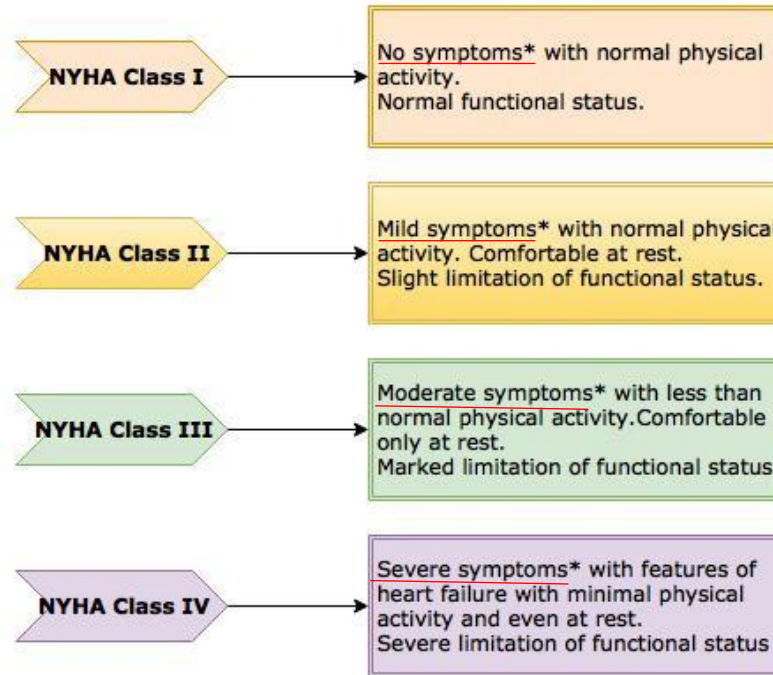 NYHA Class I
No symptoms* with normal physical
activity.
Normal functional status.
NYHA Class II
Mild symptoms* with normal physical
activity. Comfortable at rest.
Slight limitation of functional status.
NYHA Class III
Moderate symptoms* with less than
normal physical activity.Comfortable
only at rest.
Marked limitation of functional status
NYHA Class IV
Severe symptoms* with features of
heart failure with minimal physical
activity and even at rest.
Severe limitation of functional status